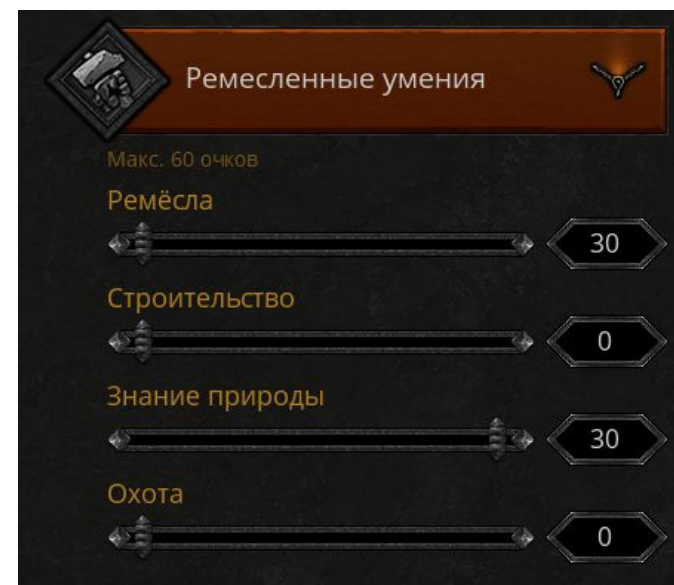 Ремесленные умения
Макс. 60 очков
Ремёсла
30
Строительство
0
Знание природы
30
Охота
0